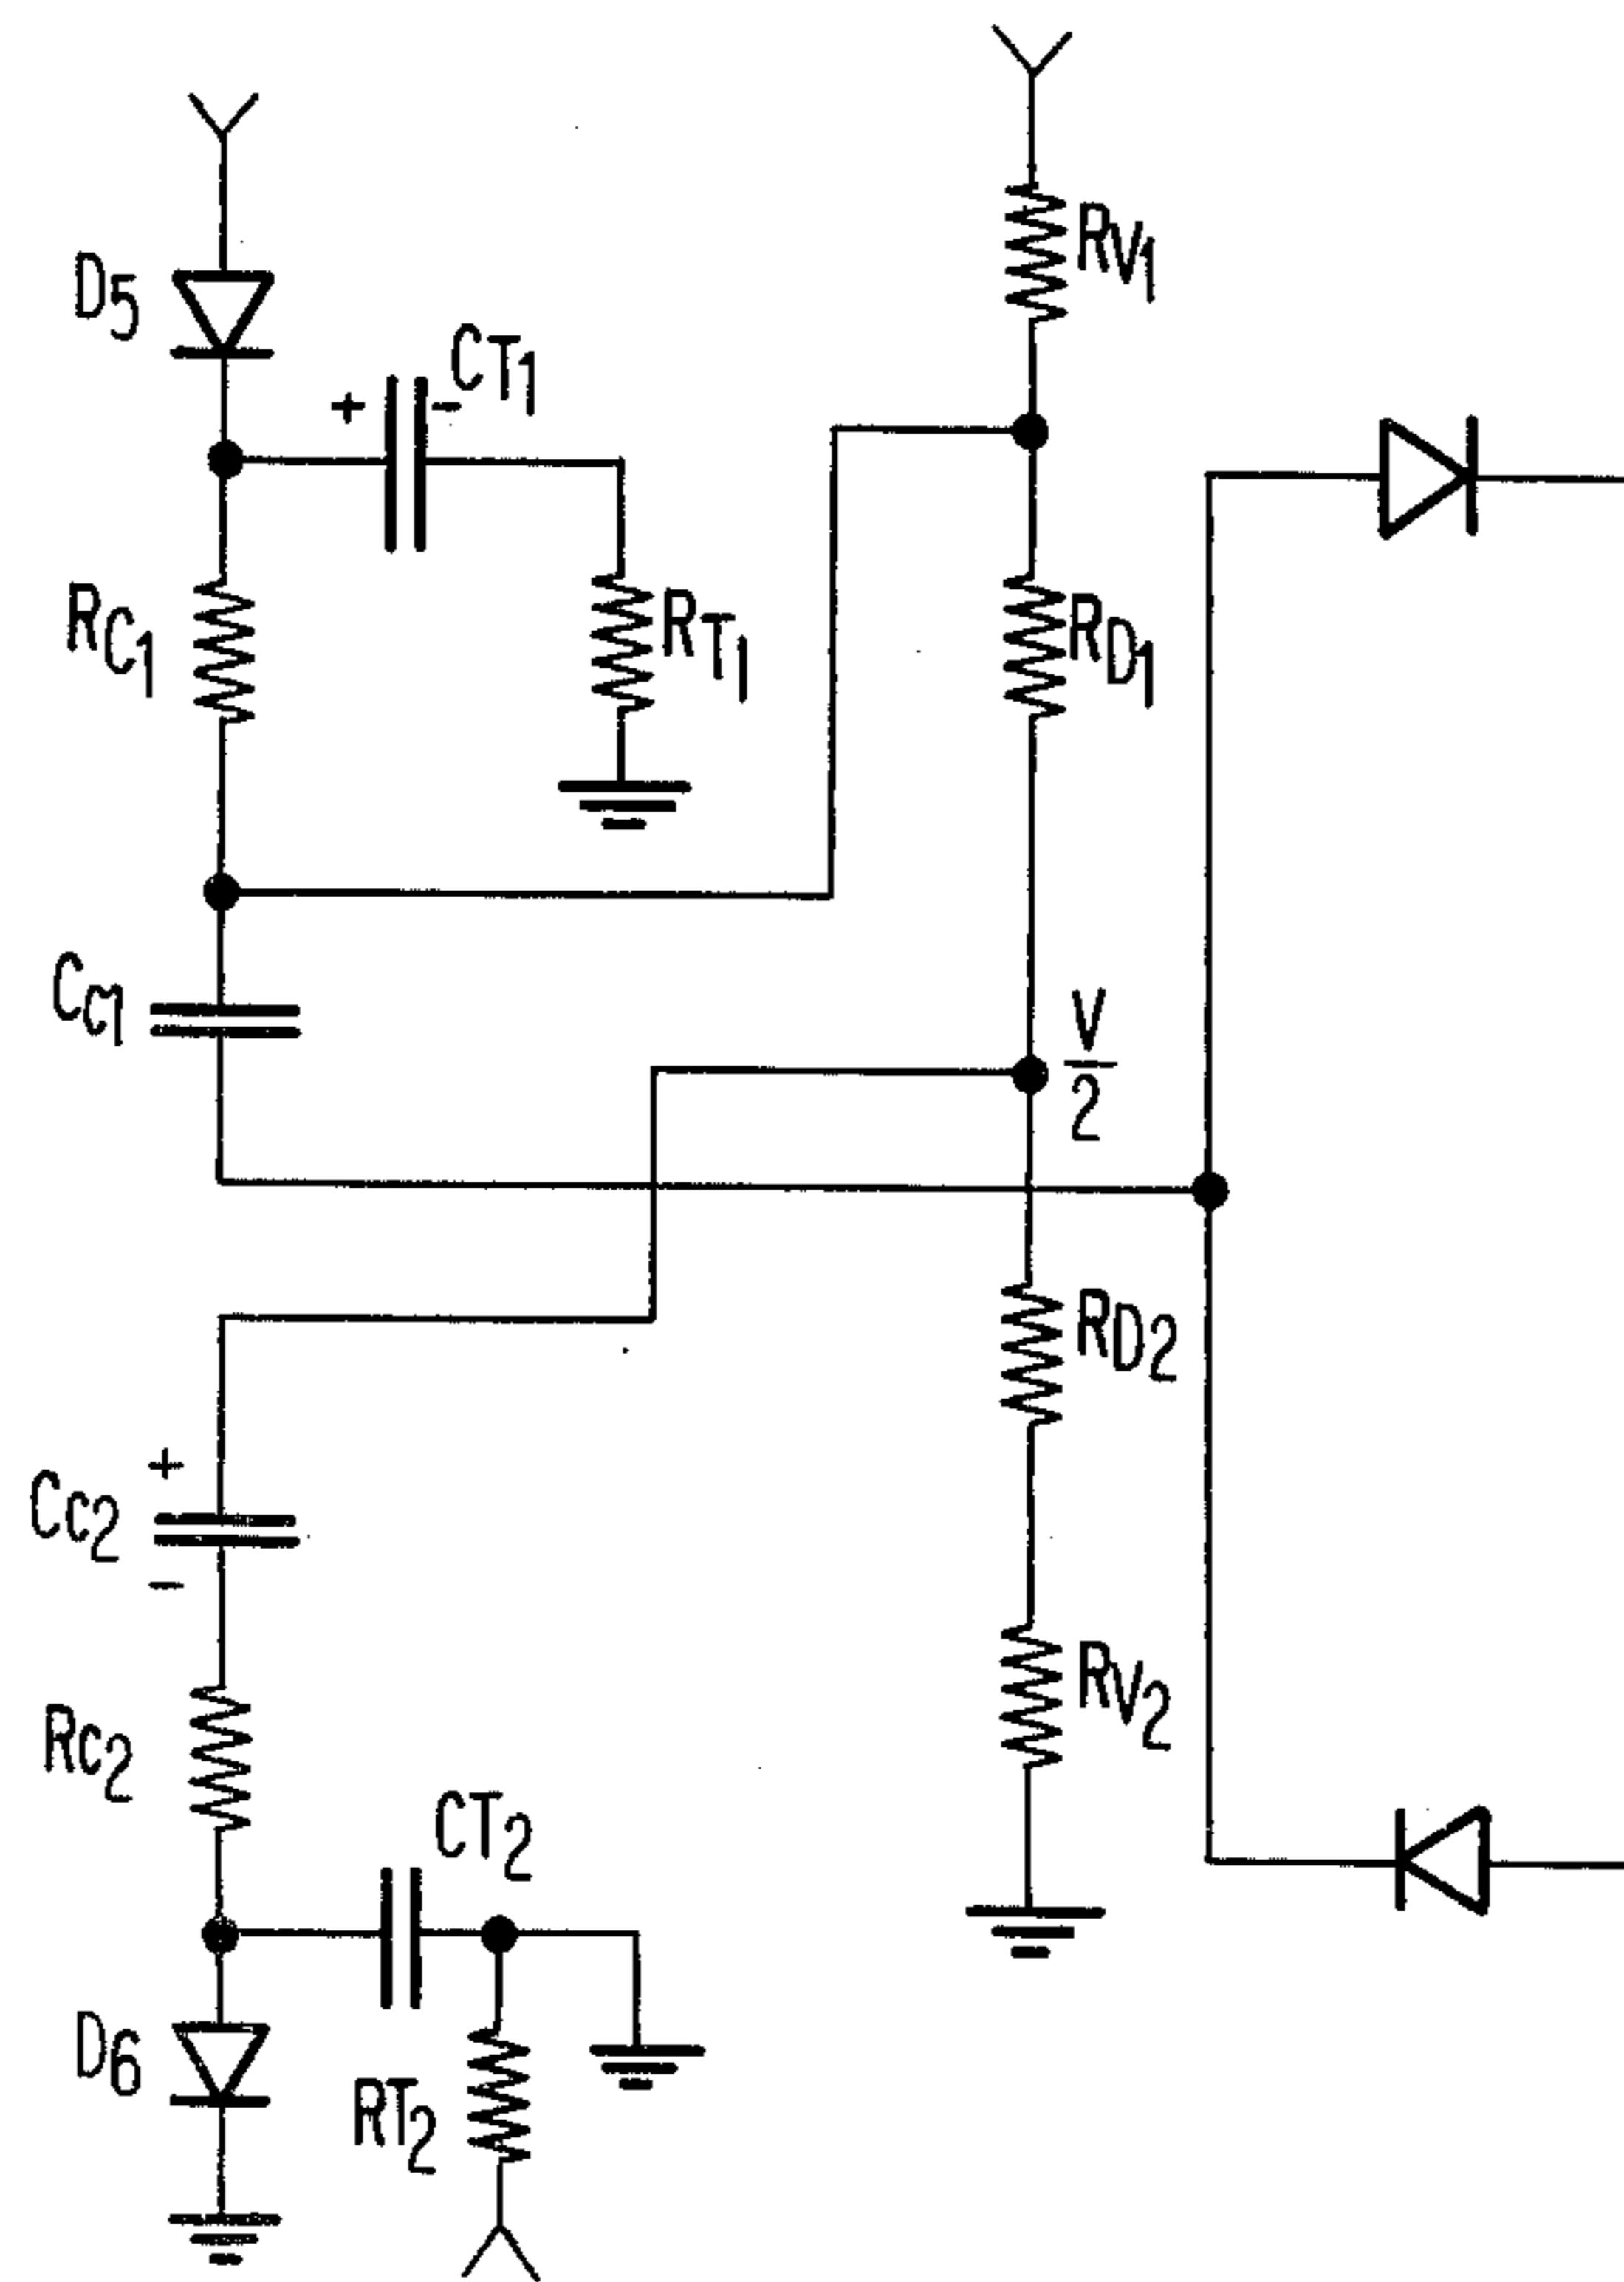 RV1
D5
CT1
+ -
RC1
RT1
RD1
Cc1
V
2
RD2
+
Cc2
-
RV2
Rc2
CT2
D6
RT2